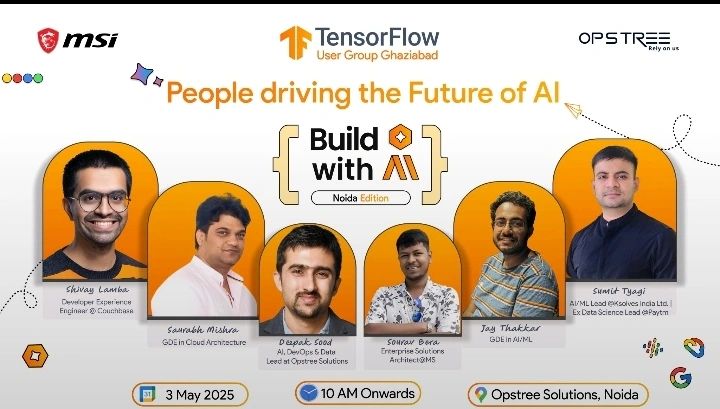 msi
TensorFlow
User Group Ghaziabad
OPSTREE
Rely on us
People driving the Future of AI
Build
with AI
Noida Edition
Shivay Lamba
Developer Experience
Engineer @ Couchbase
Saurabh Mishra
GDE in Cloud Architecture
Deepak Sood
AI, DevOps & Data
Lead at Opstree Solutions
Sourav Bera
Enterprise Solutions
Architect@MS
Jay Thakkar
GDE in AI/ML
Sumit Tyagi
AI/ML Lead @Ksolves India Ltd. |
Ex Data Science Lead @Paytm
31
3 May 2025
10 AM Onwards
Opstree Solutions, Noida